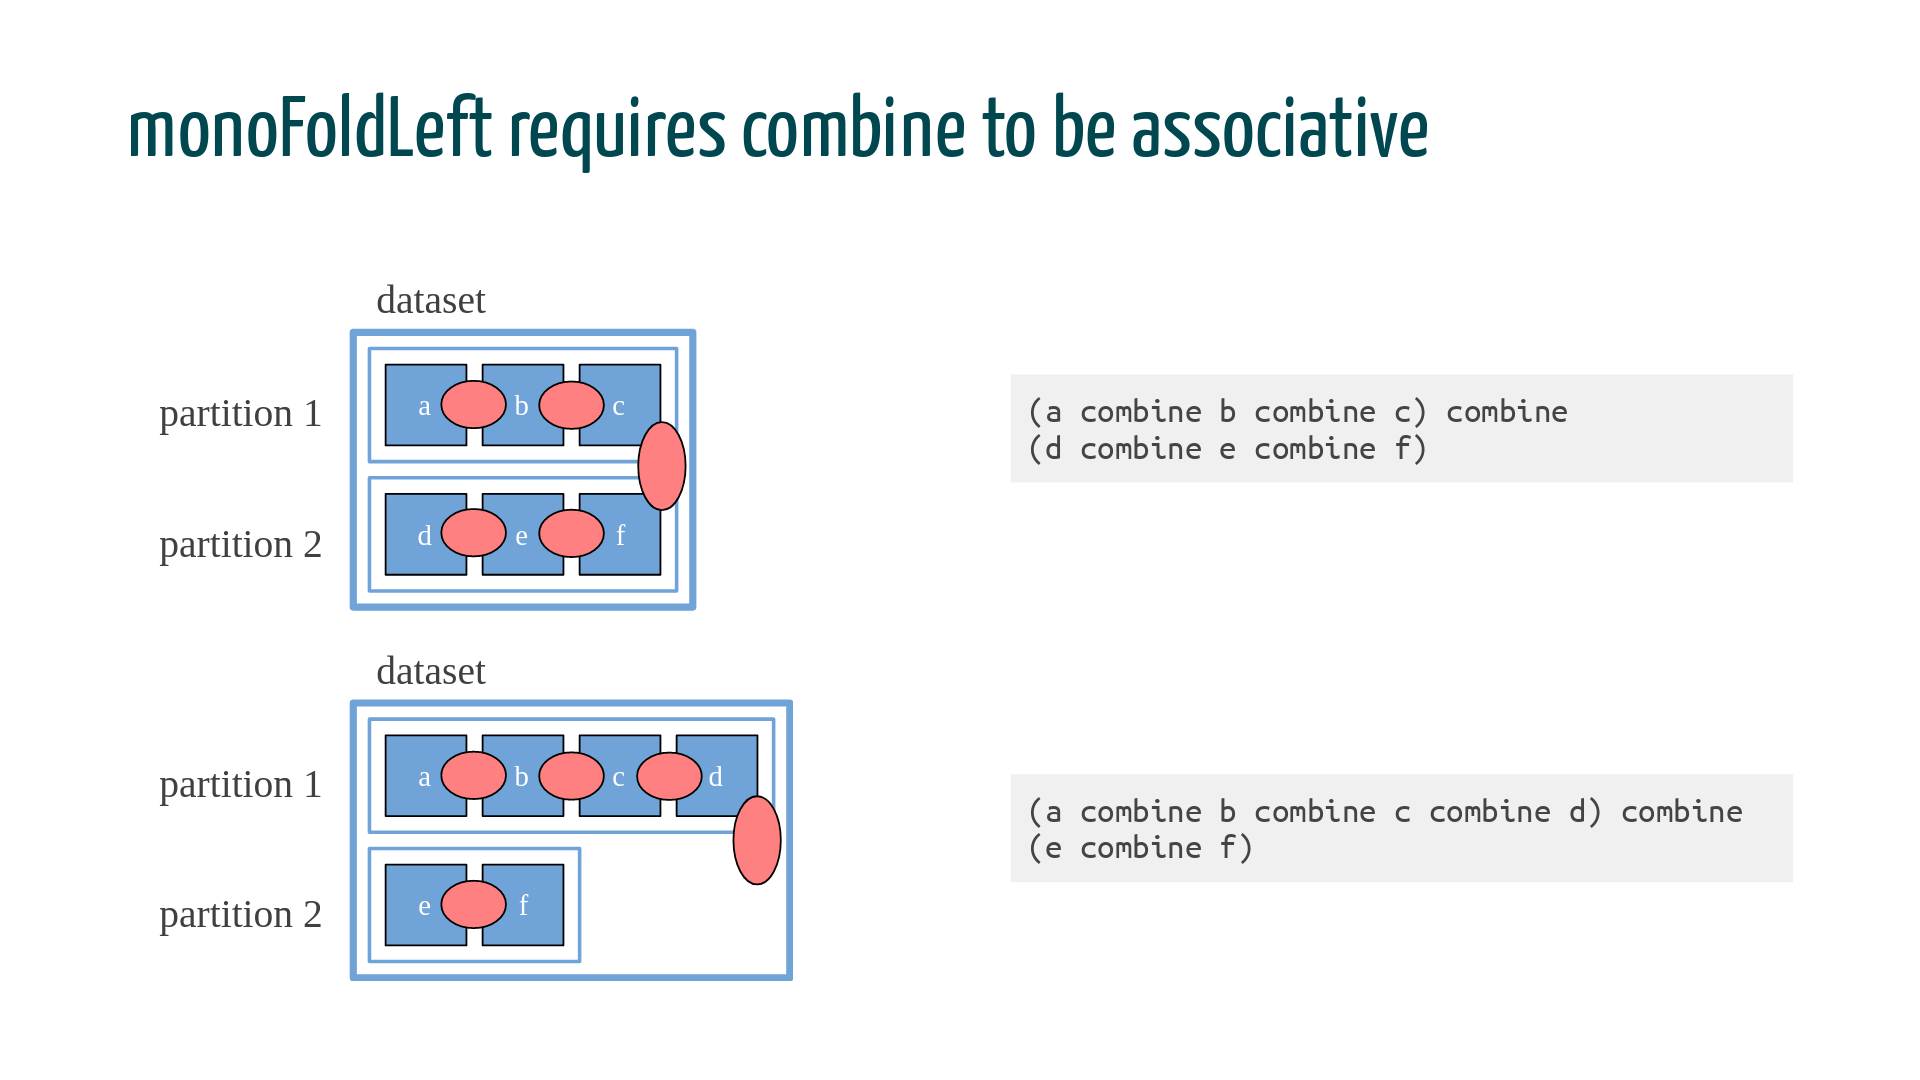 monoFoldLeft requires combine to be associative
dataset
partition 1
a b c
partition 2
d e f
(a combine b combine c) combine
(d combine e combine f)
dataset
partition 1
a b c d
partition 2
e f
(a combine b combine c combine d) combine
(e combine f)